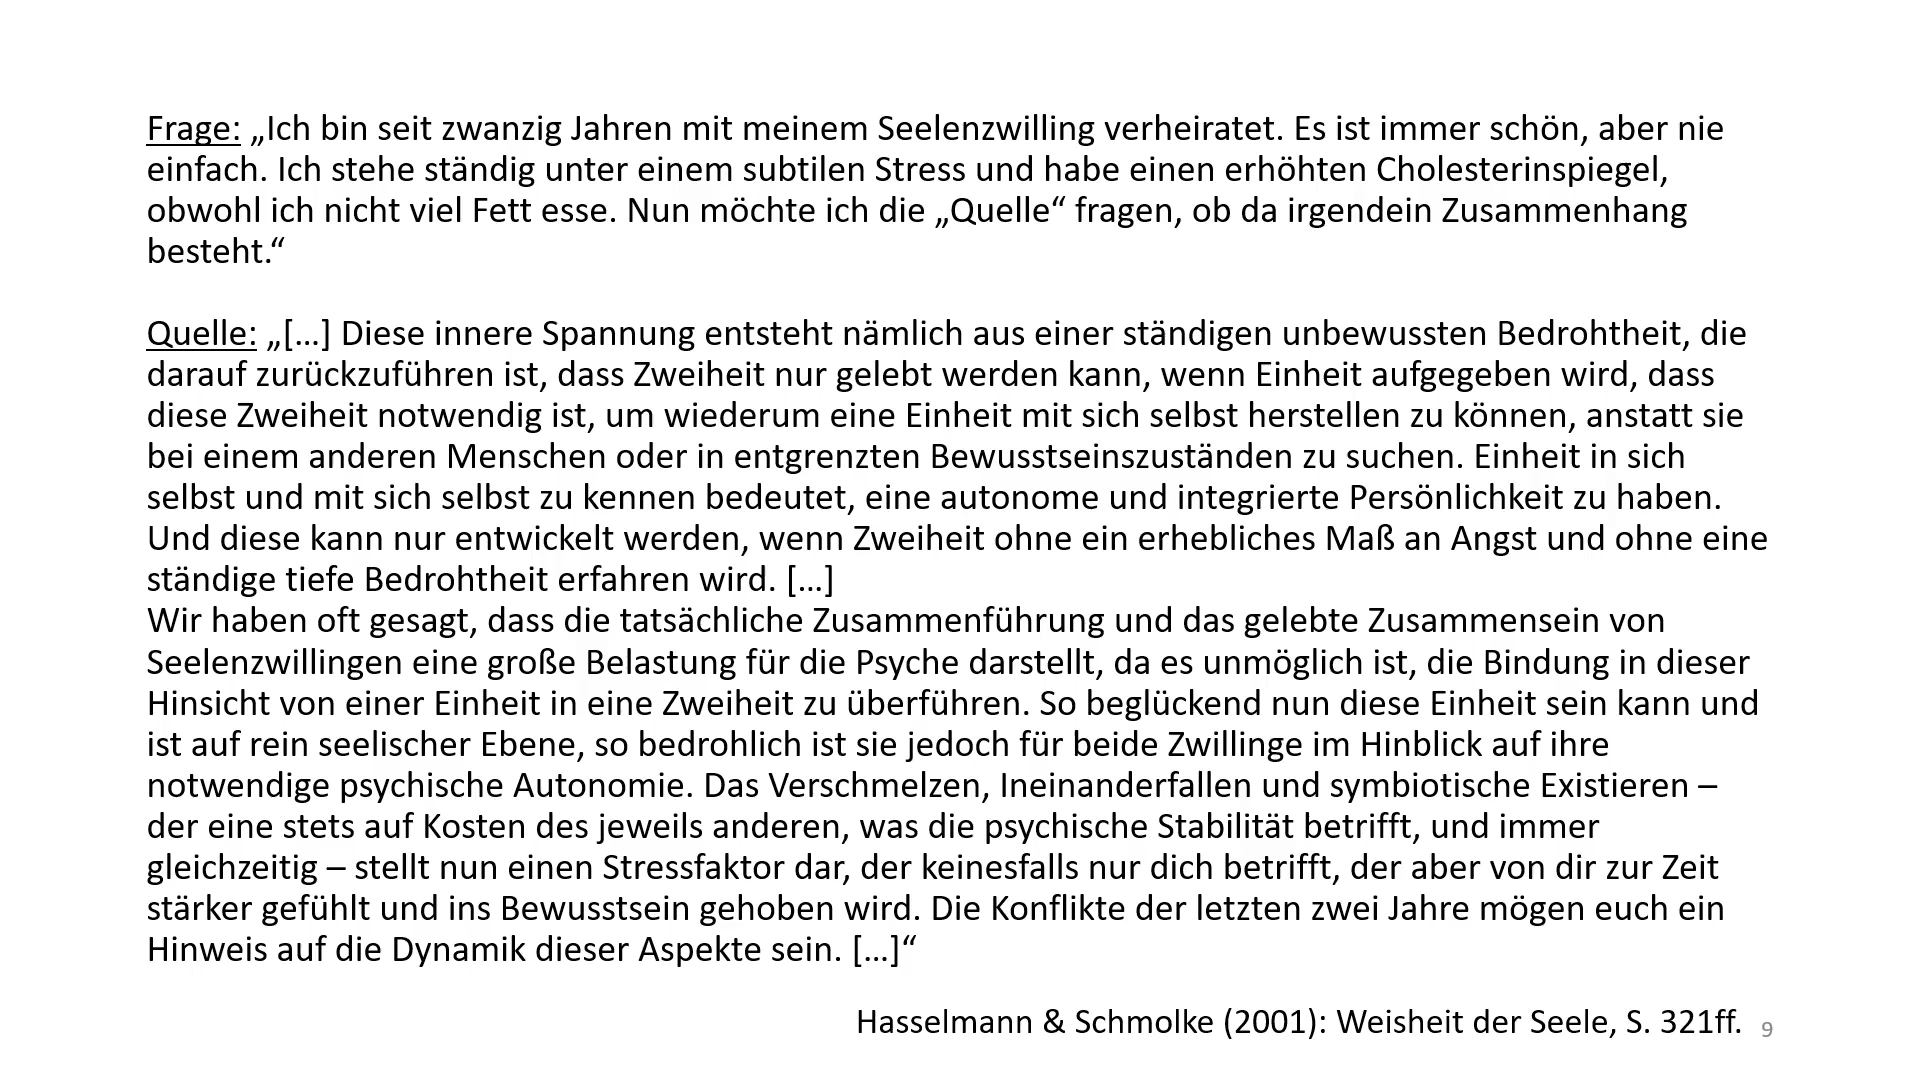 Frage: „Ich bin seit zwanzig Jahren mit meinem Seelenzwilling verheiratet. Es ist immer schön, aber nie
einfach. Ich stehe ständig unter einem subtilen Stress und habe einen erhöhten Cholesterinspiegel,
obwohl ich nicht viel Fett esse. Nun möchte ich die „Quelle“ fragen, ob da irgendein Zusammenhang
besteht.“
Quelle: „[…] Diese innere Spannung entsteht nämlich aus einer ständigen unbewussten Bedrohtheit, die
darauf zurückzuführen ist, dass Zweiheit nur gelebt werden kann, wenn Einheit aufgegeben wird, dass
diese Zweiheit notwendig ist, um wiederum eine Einheit mit sich selbst herstellen zu können, anstatt sie
bei einem anderen Menschen oder in entgrenzten Bewusstseinszuständen zu suchen. Einheit in sich
selbst und mit sich selbst zu kennen bedeutet, eine autonome und integrierte Persönlichkeit zu haben.
Und diese kann nur entwickelt werden, wenn Zweiheit ohne ein erhebliches Maß an Angst und ohne eine
ständige tiefe Bedrohtheit erfahren wird. […]
Wir haben oft gesagt, dass die tatsächliche Zusammenführung und das gelebte Zusammensein von
Seelenzwillingen eine große Belastung für die Psyche darstellt, da es unmöglich ist, die Bindung in dieser
Hinsicht von einer Einheit in eine Zweiheit zu überführen. So beglückend nun diese Einheit sein kann und
ist auf rein seelischer Ebene, so bedrohlich ist sie jedoch für beide Zwillinge im Hinblick auf ihre
notwendige psychische Autonomie. Das Verschmelzen, Ineinanderfallen und symbiotische Existieren –
der eine stets auf Kosten des jeweils anderen, was die psychische Stabilität betrifft, und immer
gleichzeitig – stellt nun einen Stressfaktor dar, der keinesfalls nur dich betrifft, der aber von dir zur Zeit
stärker gefühlt und ins Bewusstsein gehoben wird. Die Konflikte der letzten zwei Jahre mögen euch ein
Hinweis auf die Dynamik dieser Aspekte sein. […]“
Hasselmann & Schmolke (2001): Weisheit der Seele, S. 321ff. 9